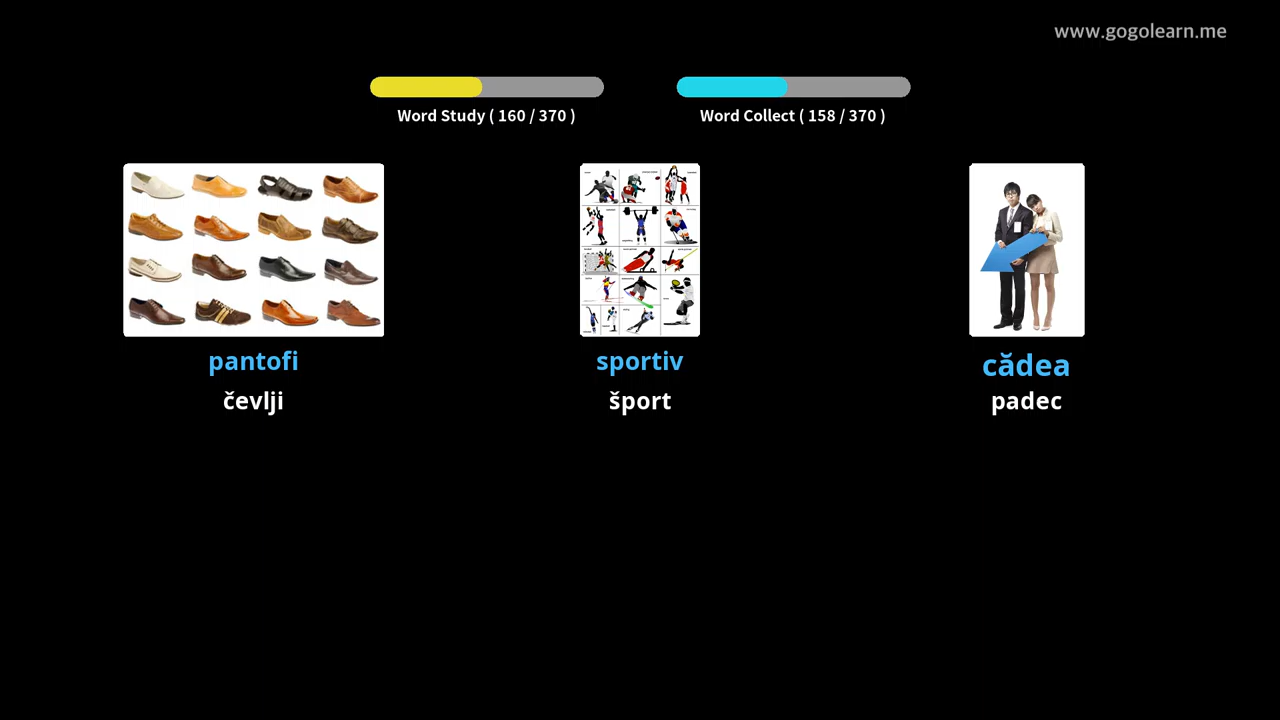 www.gogolearn.me
Word Study ( 160 / 370 )
Word Collect ( 158 / 370 )
pantofi
čevlji
sportiv
šport
cădea
padec